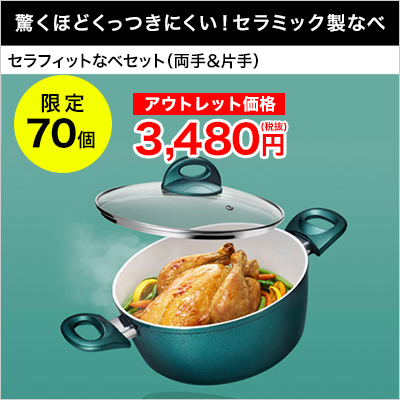 驚くほどくっつきにくい！セラミック製なべ
セラフィットなべセット（両手＆片手）
限定
70個
アウトレット価格
3,480円(税抜)